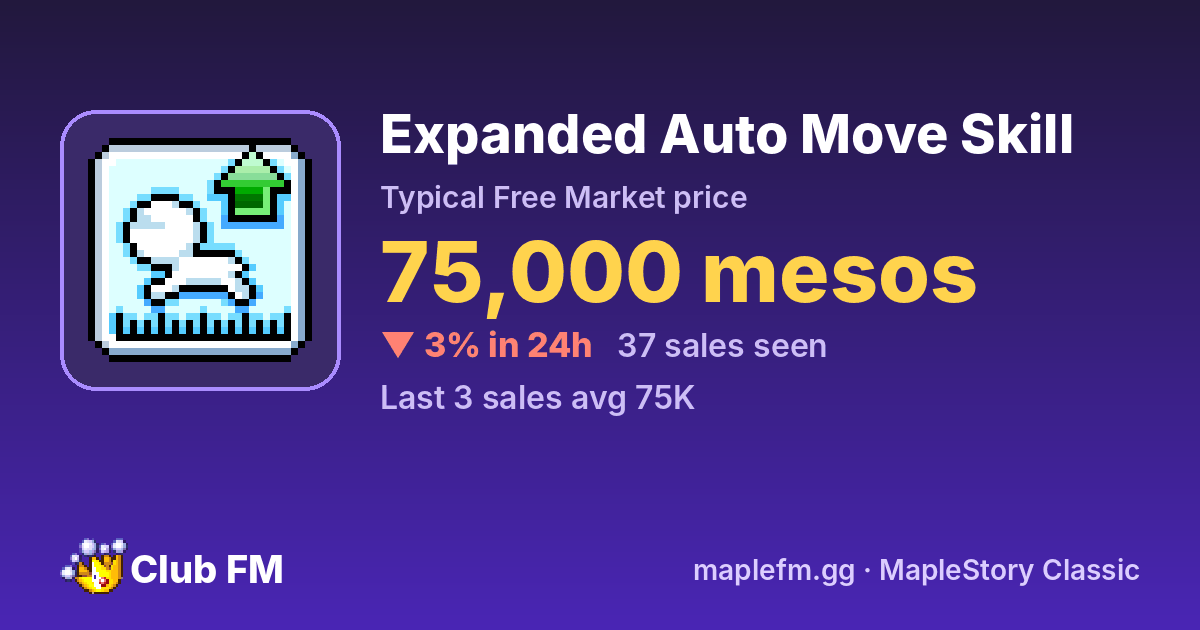 Expanded Auto Move Skill
Typical Free Market price
75,000 mesos
▼ 3% in 24h 37 sales seen
Last 3 sales avg 75K
Club FM
maplefm.gg · MapleStory Classic